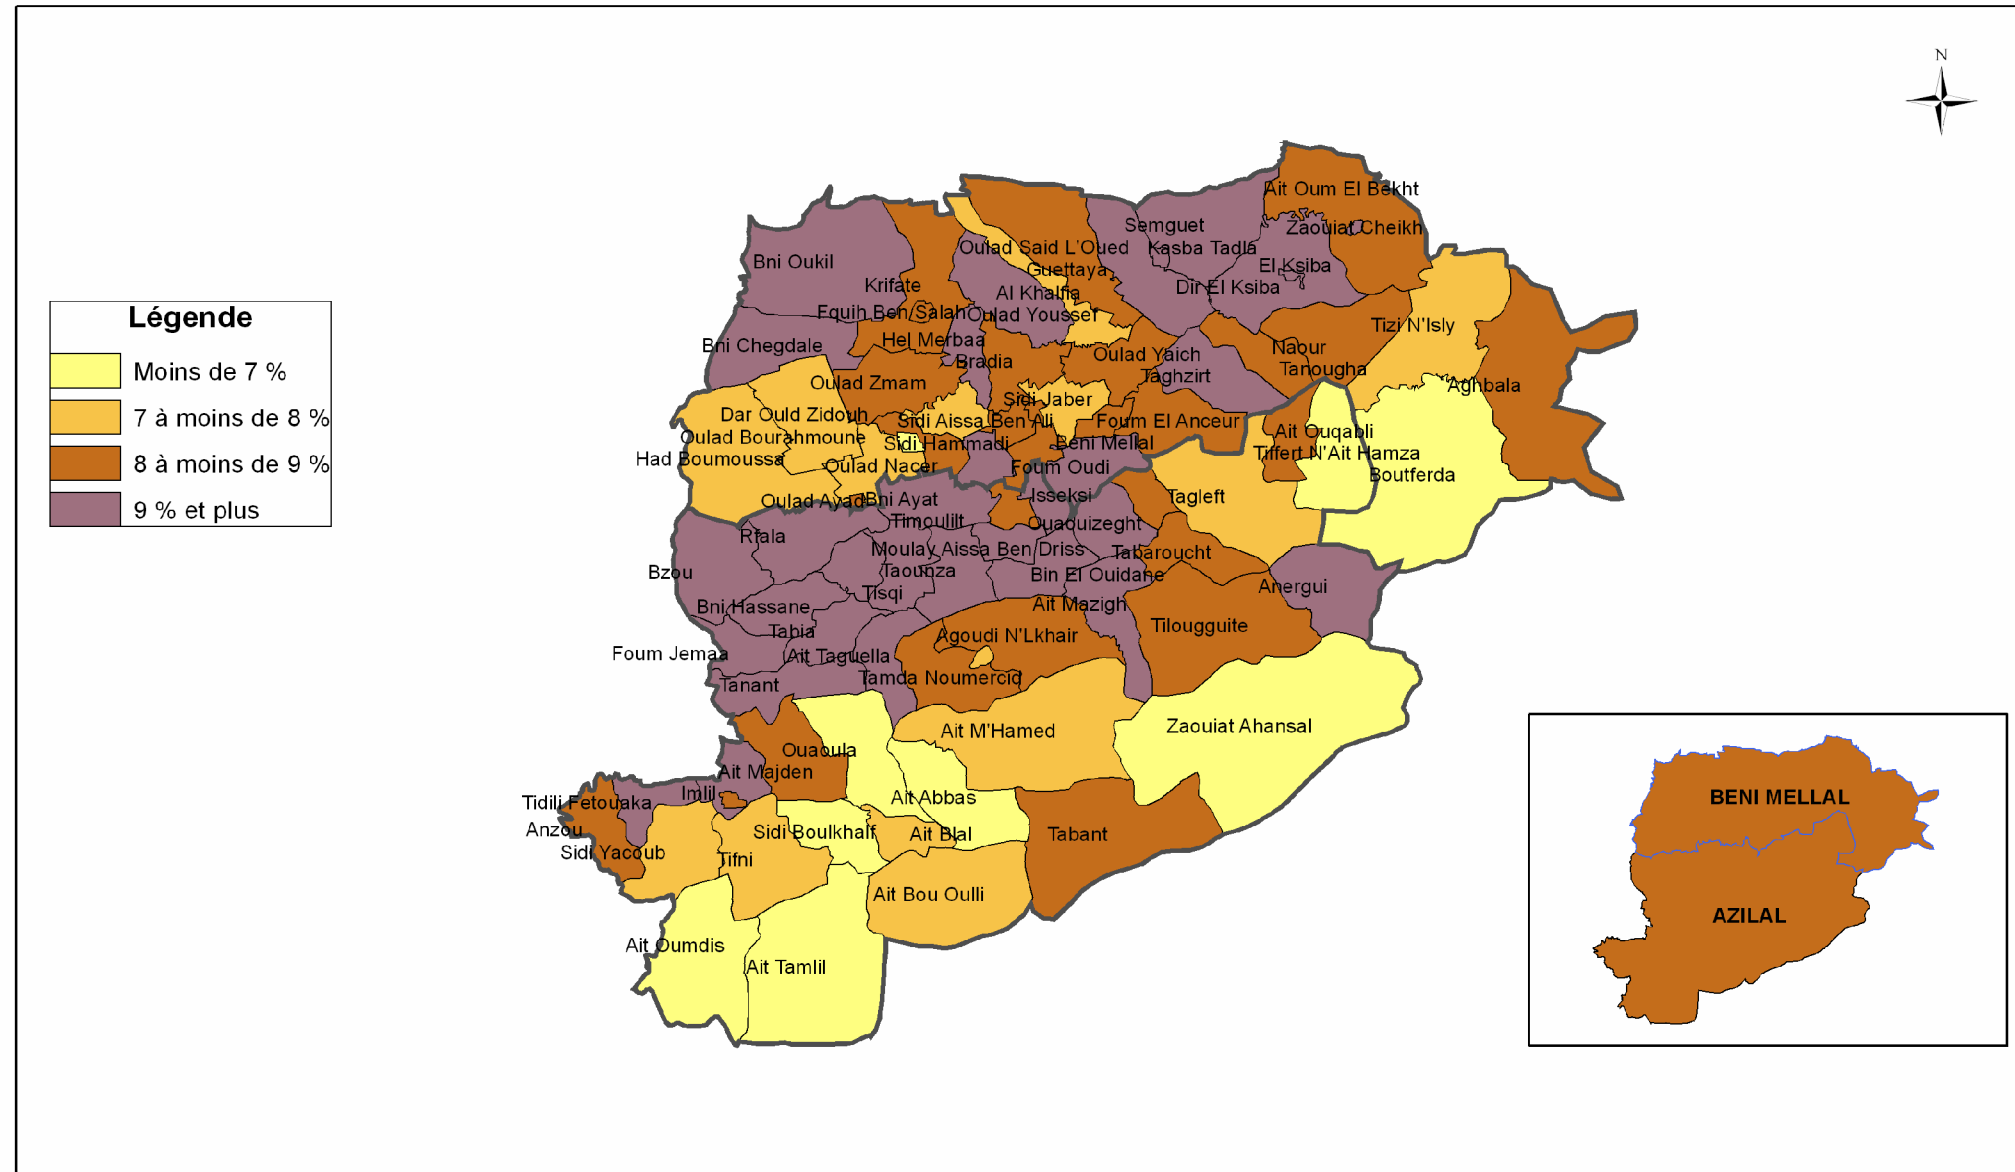 N
Ait Oum El Bekht
Semguet
Zaouiat Cheikh
Oulad Said L'Oued
Kasba Tadla
Bni Oukil
Guettaya
El Ksiba
Krifate
Al Khalfia
Dir El Ksiba
Légende
Fquih Ben Salah
Oulad Youssef
Tizi N'Isly
Hel Merbaa
Bni Chegdale
Naour
Bradia
Oulad Yaich
Tanougha
Moins de 7 %
Oulad Zmam
Taghzirt
Aghbala
Sidi Jaber
7 à moins de 8 %
Dar Ould Zidouh
Sidi Aissa Ben Ali
Foum El Anceur
Oulad Bourahmoune
Sidi Hammadi
Beni Mellal
Ait Ouqabli
Had Boumoussa
Tiffert N'Ait Hamza
8 à moins de 9 %
Oulad Nacer
Foum Oudi
Boutferda
Oulad Ayad
Bni Ayat
Isseksi
Tagleft
9 % et plus
Timoulilt
Ouaouizeght
Rfala
Moulay Aissa Ben Driss
Tabaroucht
Bzou
Taounza
Bin El Ouidane
Anergui
Tisqi
Bni Hassane
Ait Mazigh
Tabia
Agoudi N'Lkhair
Tilougguite
Foum Jemaa
Ait Taguella
Tanant
Tamda Noumercid
Ait M'Hamed
Zaouiat Ahansal
Ouaoula
Ait Majden
Imlil
Ait Abbas
BENI MELLAL
Tidili Fetouaka
Anzou
Sidi Boulkhalf
Ait Blal
Tabant
Sidi Yacoub
Tifni
Ait Bou Oulli
AZILAL
Ait Oumdis
Ait Tamlil